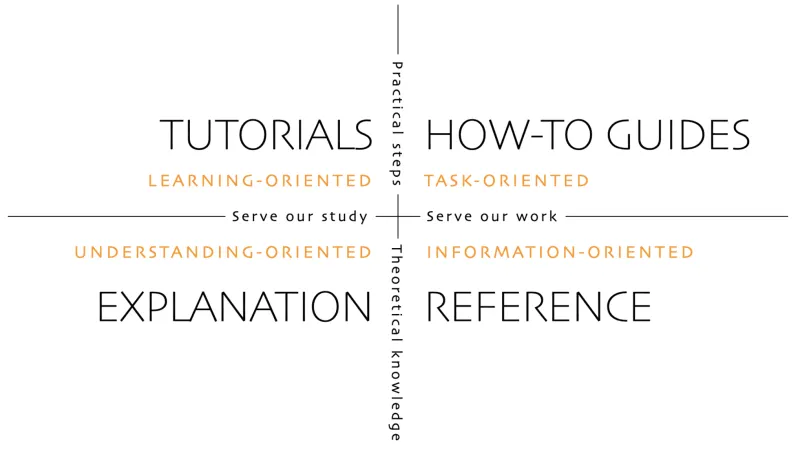 Practical steps
TUTORIALS
HOW-TO GUIDES
LEARNING-ORIENTED
TASK-ORIENTED
Serve our study
Serve our work
UNDERSTANDING-ORIENTED
INFORMATION-ORIENTED
EXPLANATION
REFERENCE
Theoretical knowledge